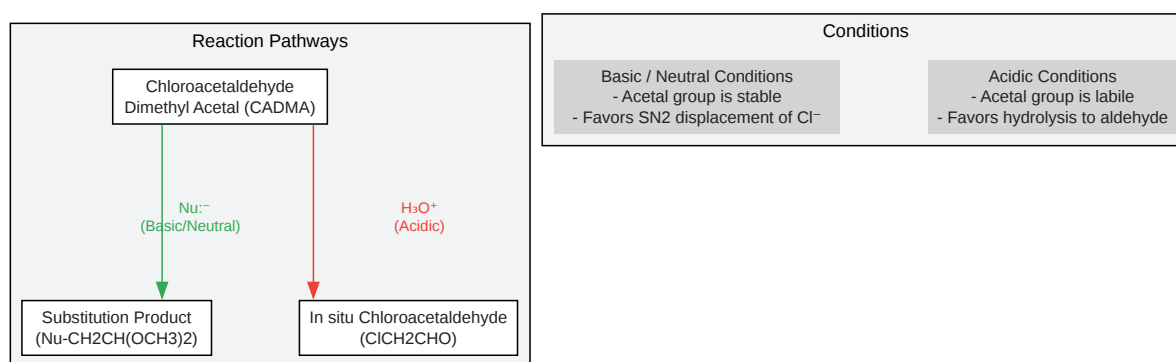 Reaction Pathways
Chloroacetaldehyde
Dimethyl Acetal (CADMA)
Nu:⁻
(Basic/Neutral)
H₃O⁺
(Acidic)
Substitution Product
(Nu-CH2CH(OCH3)2)
In situ Chloroacetaldehyde
(ClCH2CHO)
Conditions
Basic / Neutral Conditions
- Acetal group is stable
- Favors SN2 displacement of Cl⁻
Acidic Conditions
- Acetal group is labile
- Favors hydrolysis to aldehyde